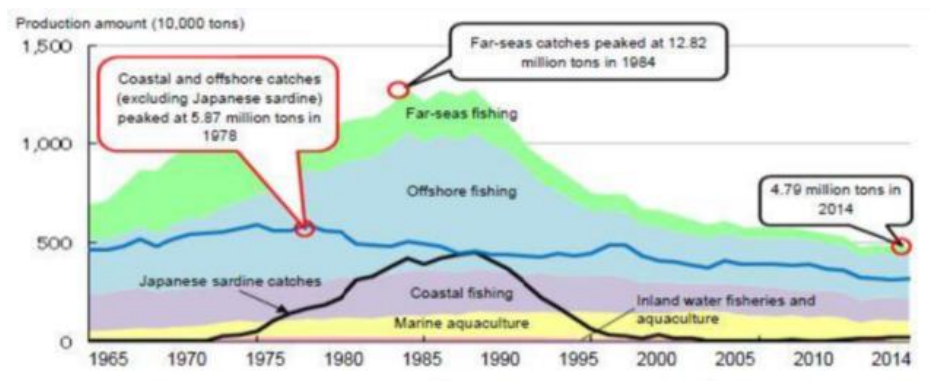 Production amount (10,000 tons)
1,500
1,000
500
0
Far-seas catches peaked at 12.82
million tons in 1984
Coastal and offshore catches
(excluding Japanese sardine)
peaked at 5.87 million tons in
1978
Far-seas fishing
Offshore fishing
4.79 million tons in
2014
Japanese sardine catches
Coastal fishing
Inland water fisheries and
aquaculture
Marine aquaculture
1965 1970 1975 1980 1985 1990 1995 2000 2005 2010 2014